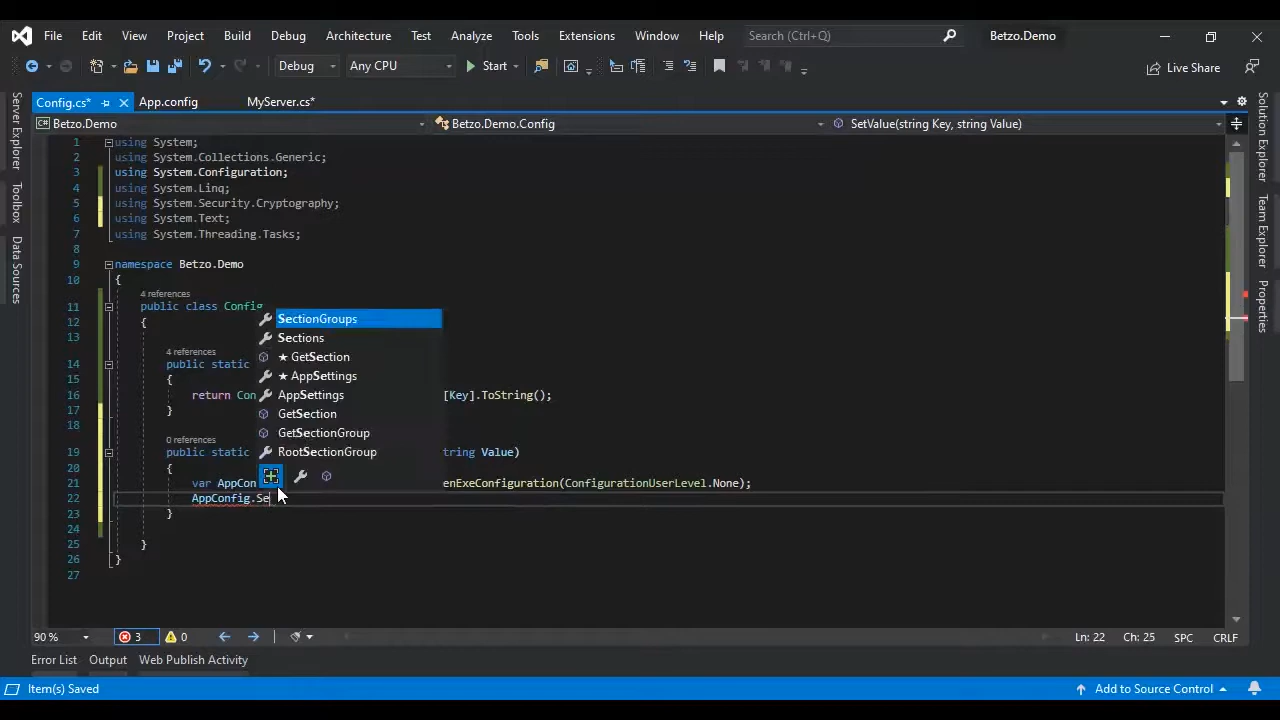 File Edit View Project Build Debug Architecture Test Analyze Tools Extensions Window Help Search (Ctrl+Q) Betzo.Demo
Debug Any CPU Start Live Share
Config.cs* App.config MyServer.cs*
Betzo.Demo Betzo.Demo.Config SetValue(string Key, string Value)
Server Explorer
Toolbox
Data Sources
Solution Explorer
Team Explorer
Properties
1 using System;
2 using System.Collections.Generic;
3 using System.Configuration;
4 using System.Linq;
5 using System.Security.Cryptography;
6 using System.Text;
7 using System.Threading.Tasks;
8
9 namespace Betzo.Demo
10 {
4 references
11 public class Config
12 {
13
4 references
14 public static
15 {
16 return Con [Key].ToString();
17 }
18
0 references
19 public static tring Value)
20 {
21 var AppCon enExeConfiguration(ConfigurationUserLevel.None);
22 AppConfig.Se
23 }
24
25 }
26 }
27
SectionGroups
Sections
★ GetSection
★ AppSettings
AppSettings
GetSection
GetSectionGroup
RootSectionGroup
90 % 3 0 Ln: 22 Ch: 25 SPC CRLF
Error List Output Web Publish Activity
Item(s) Saved Add to Source Control